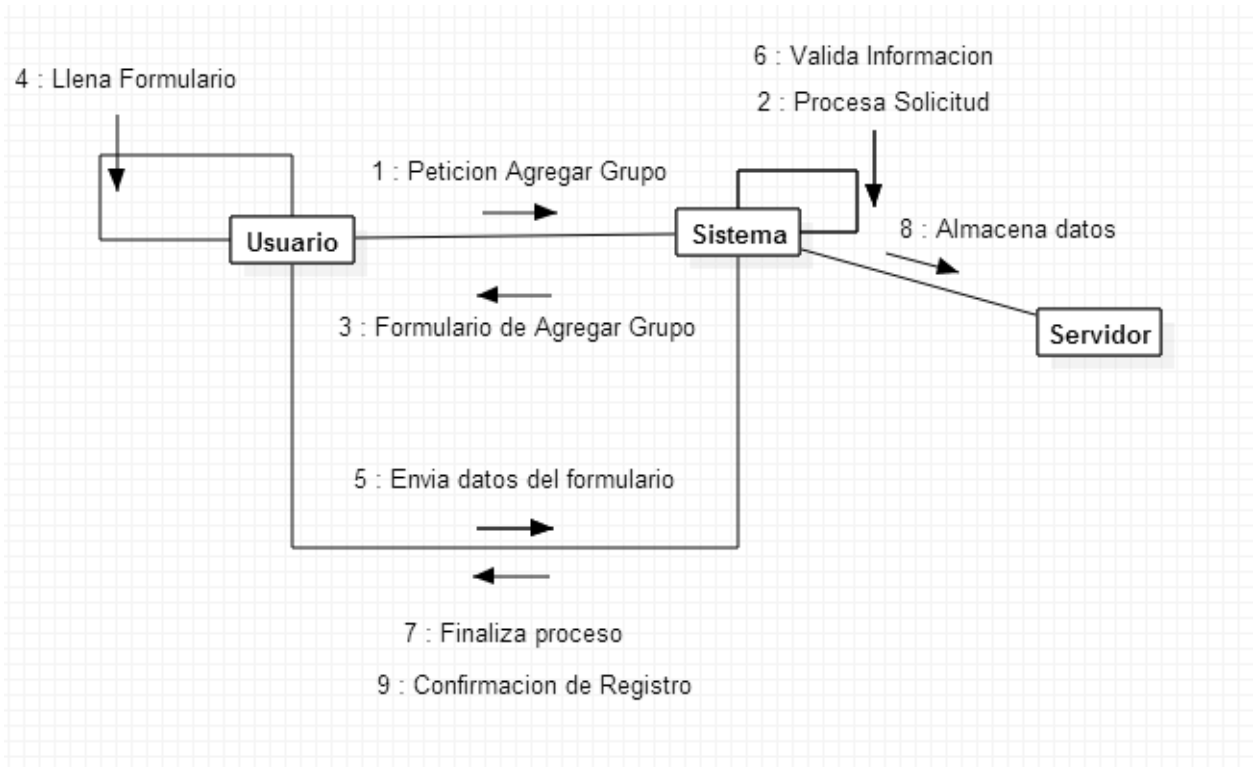 6 : Valida Informacion
4 : Llena Formulario
2 : Procesa Solicitud
1 : Peticion Agregar Grupo
Usuario
Sistema
8 : Almacena datos
3 : Formulario de Agregar Grupo
Servidor
5 : Envia datos del formulario
7 : Finaliza proceso
9 : Confirmacion de Registro